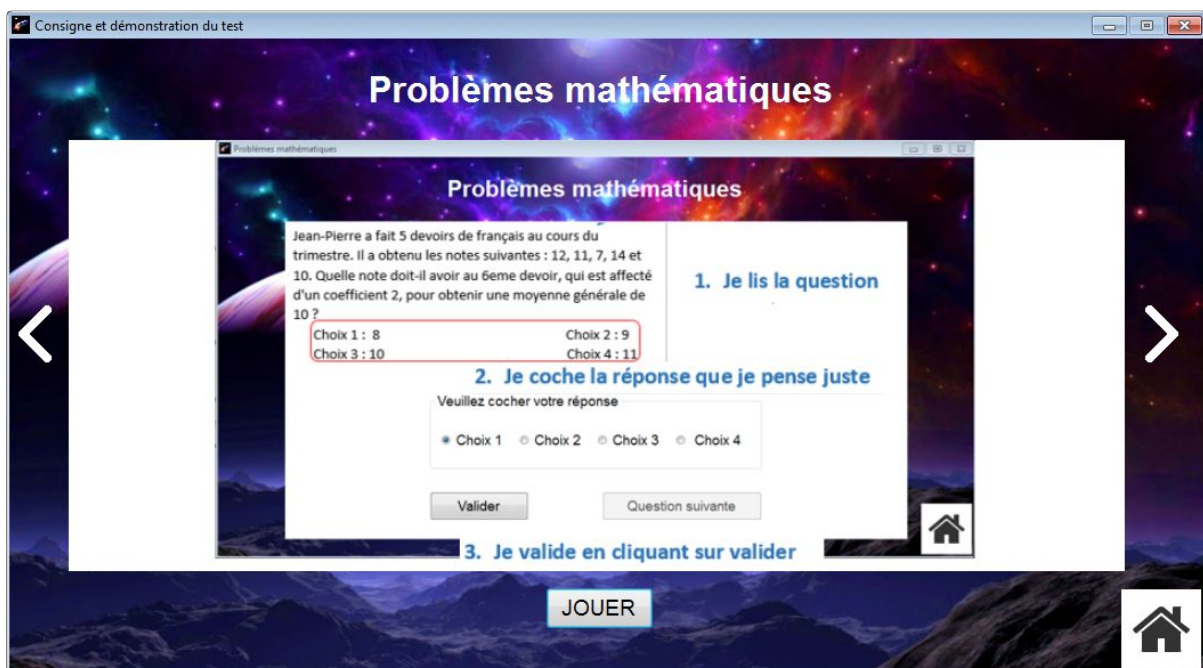 Consigne et démonstration du test
Problèmes mathématiques
Problèmes mathématiques
Problèmes mathématiques
Jean-Pierre a fait 5 devoirs de français au cours du
trimestre. Il a obtenu les notes suivantes : 12, 11, 7, 14 et
10. Quelle note doit-il avoir au 6eme devoir, qui est affecté
d'un coefficient 2, pour obtenir une moyenne générale de
10 ?
Choix 1 : 8 Choix 2 : 9
Choix 3 : 10 Choix 4 : 11
1. Je lis la question
2. Je coche la réponse que je pense juste
Veuillez cocher votre réponse
Choix 1 Choix 2 Choix 3 Choix 4
Valider Question suivante
3. Je valide en cliquant sur valider
JOUER